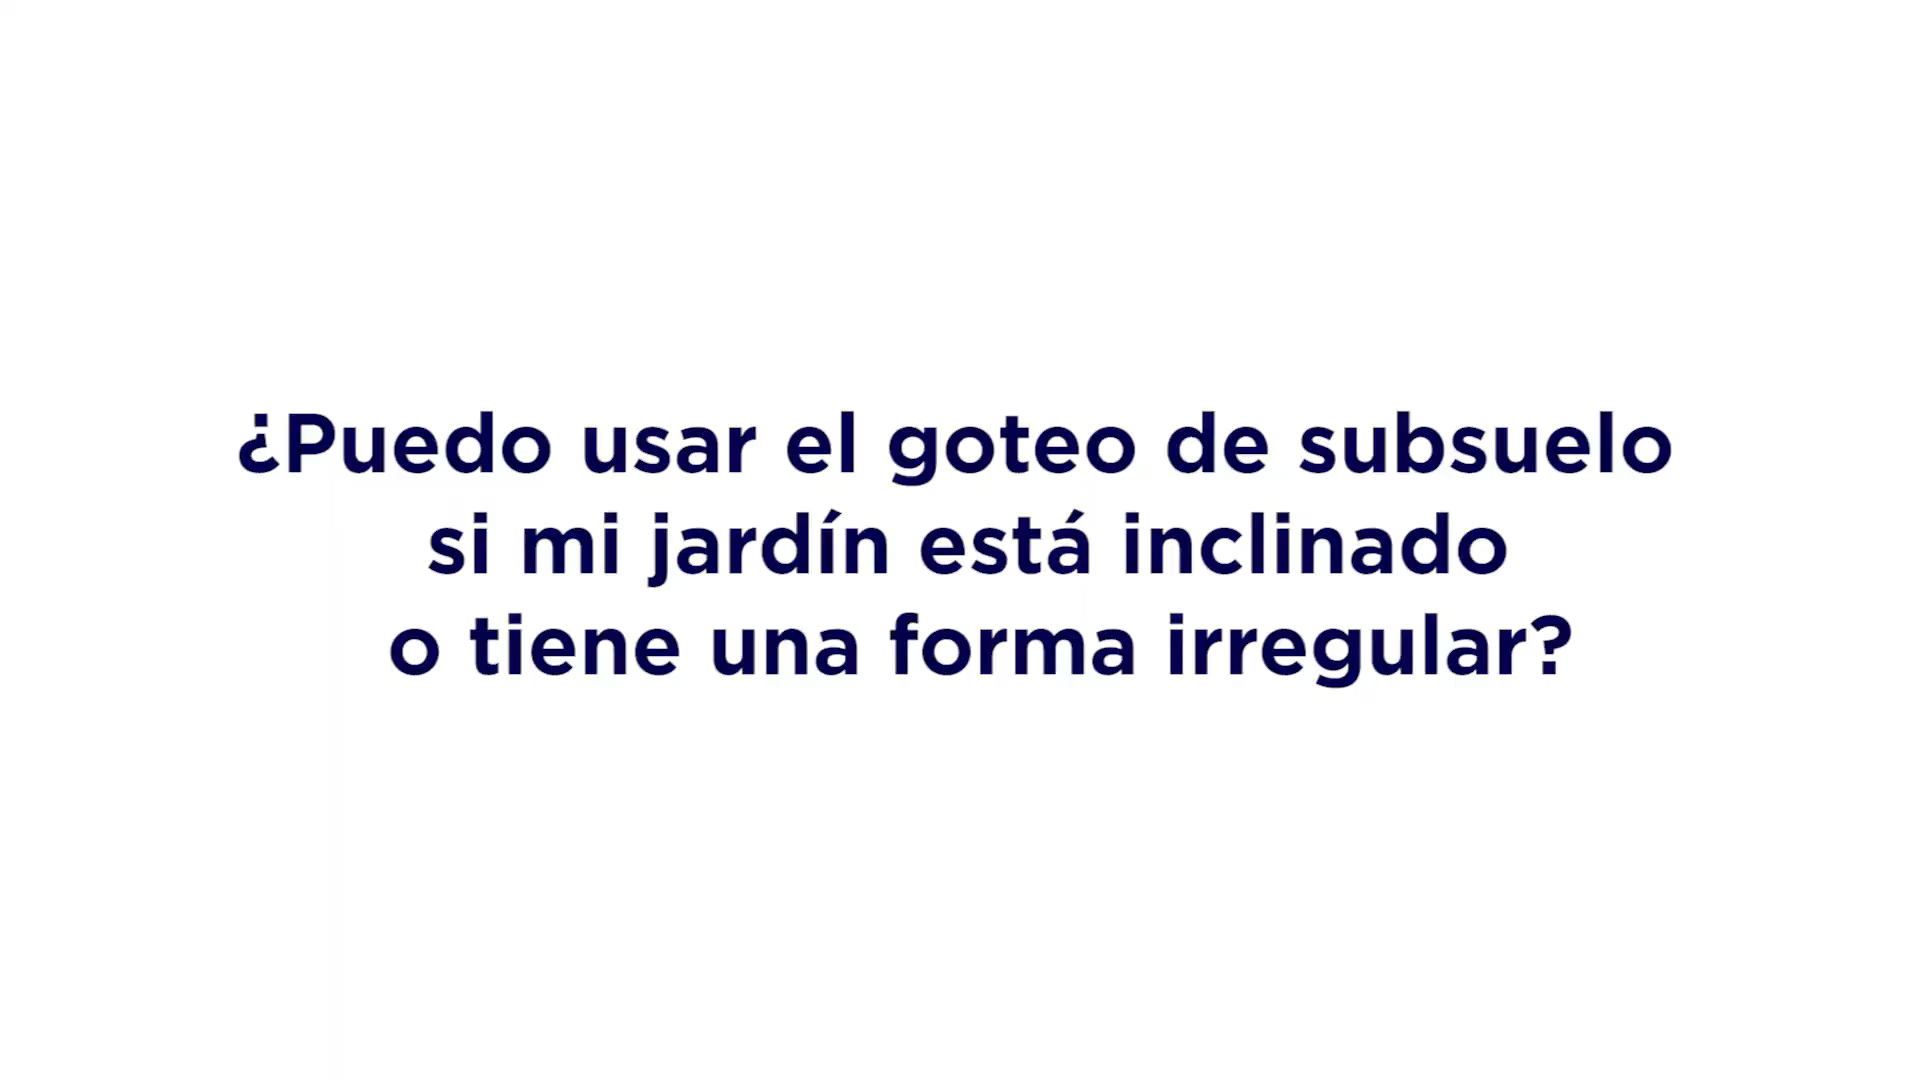 ¿Puedo usar el goteo de subsuelo
si mi jardín está inclinado
o tiene una forma irregular?